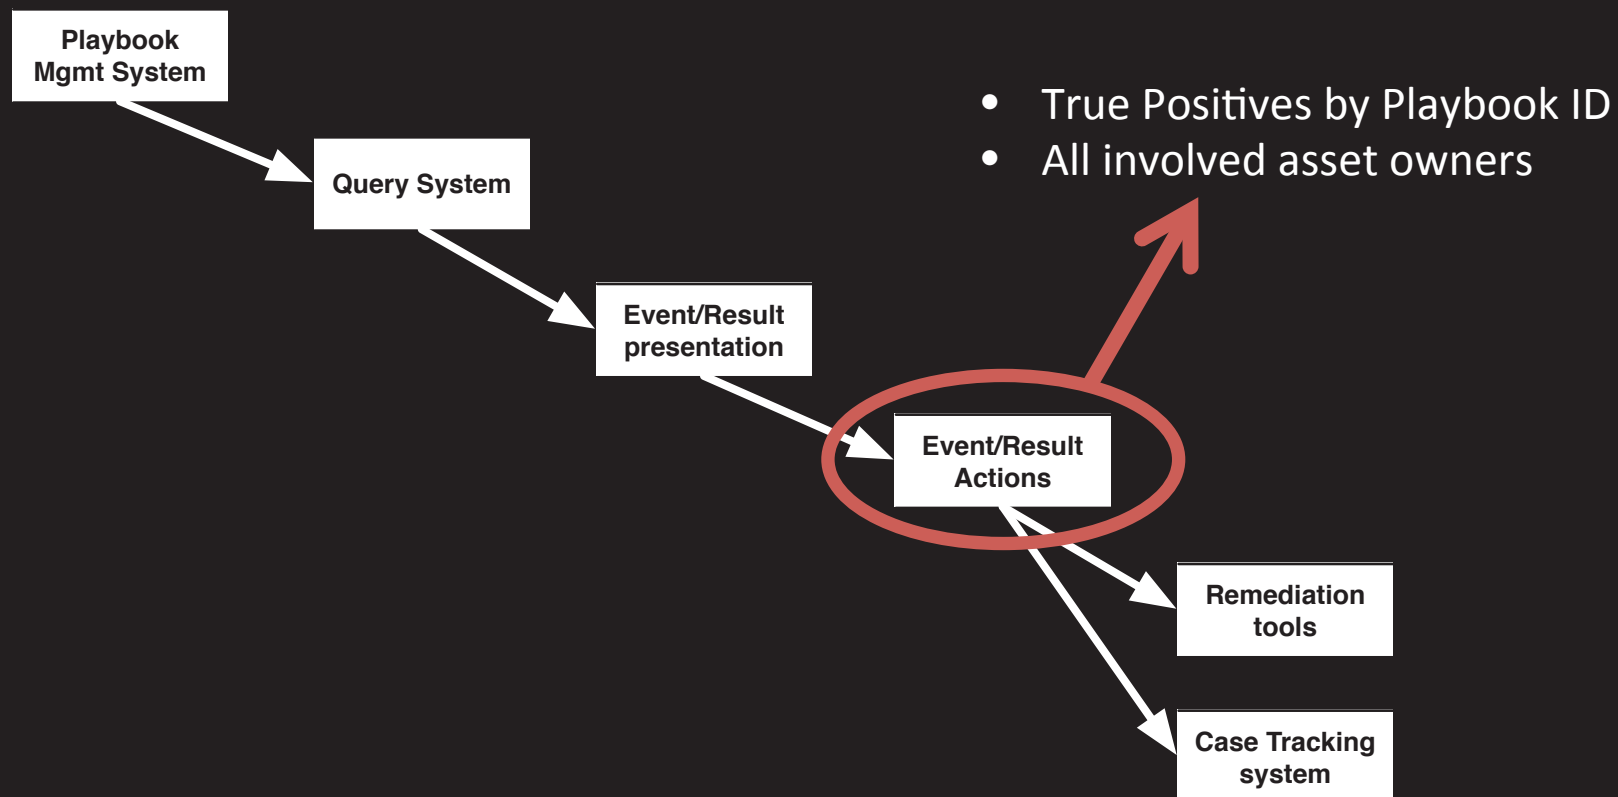 Playbook
Mgmt System
• True Positives by Playbook ID
• All involved asset owners
Query System
Event/Result
presentation
Event/Result
Actions
Remediation
tools
Case Tracking
system